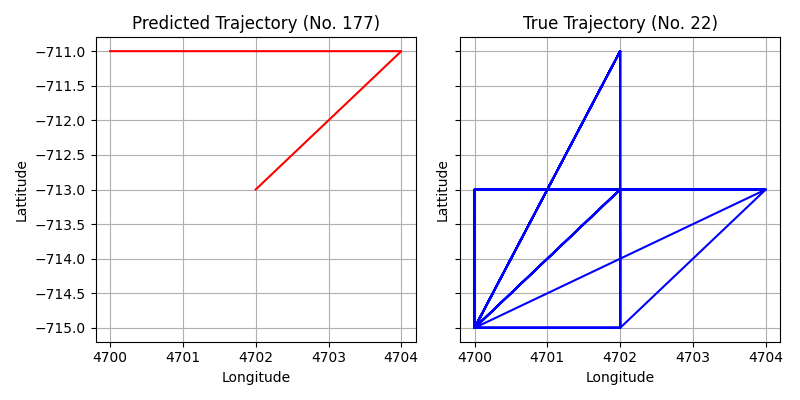 Predicted Trajectory (No. 177)
Lattitude
−711.0
−711.5
−712.0
−712.5
−713.0
−713.5
−714.0
−714.5
−715.0
4700 4701 4702 4703 4704
Longitude
True Trajectory (No. 22)
Lattitude
4700 4701 4702 4703 4704
Longitude